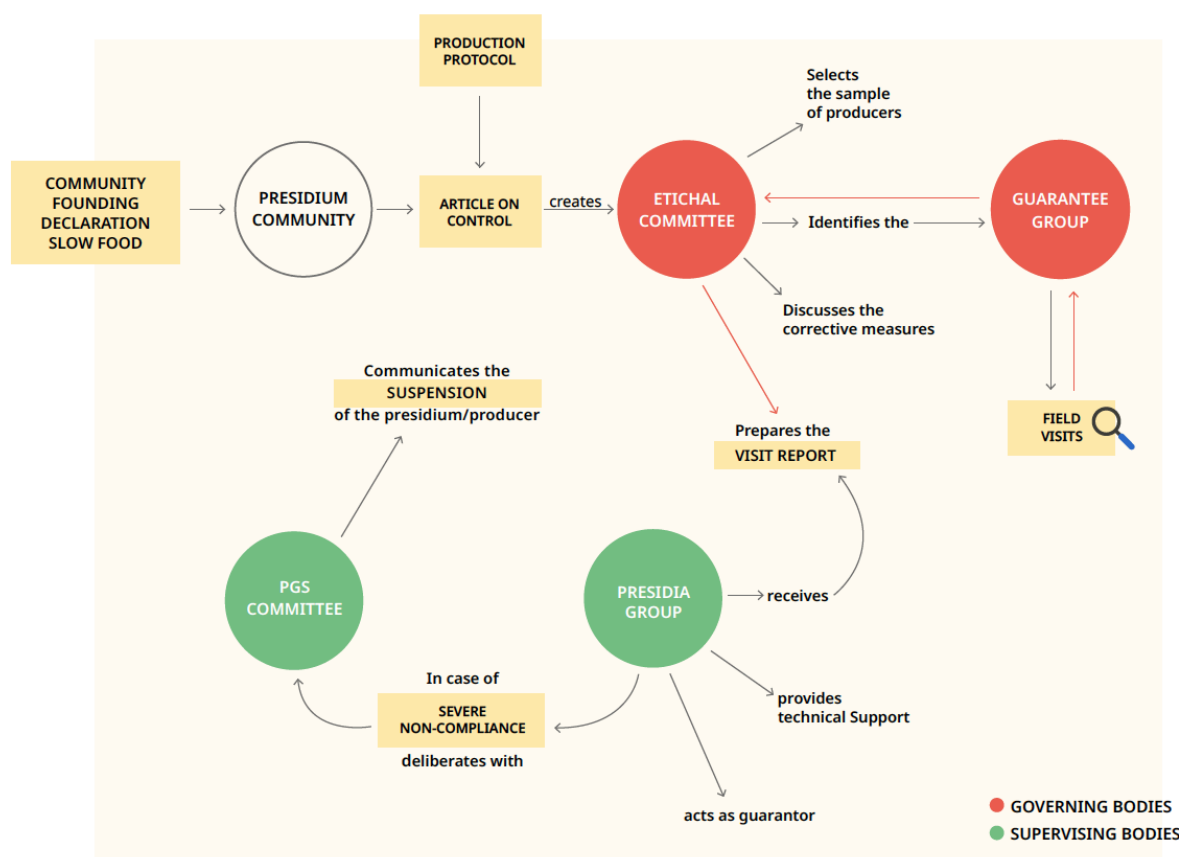 PRODUCTION
PROTOCOL
Selects
the sample
of producers
COMMUNITY
FOUNDING
DECLARATION
SLOW FOOD
PRESIDIUM
COMMUNITY
ARTICLE ON
CONTROL
creates
ETICHAL
COMMITTEE
Identifies the
GUARANTEE
GROUP
Discusses the
corrective measures
Communicates the
SUSPENSION
of the presidium/producer
Prepares the
VISIT REPORT
FIELD
VISITS
PGS
COMMITTEE
PRESIDIA
GROUP
receives
In case of
SEVERE
NON-COMPLIANCE
deliberates with
provides
technical Support
acts as guarantor
GOVERNING BODIES
SUPERVISING BODIES